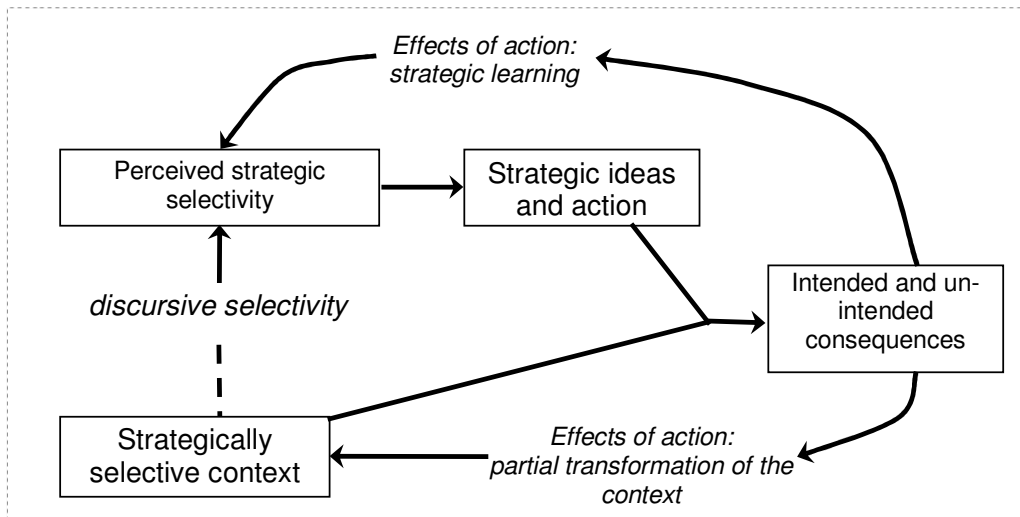 Effects of action:
strategic learning
Perceived strategic
selectivity
Strategic ideas
and action
Intended and un-
intended
consequences
discursive selectivity
Strategically
selective context
Effects of action:
partial transformation of the
context